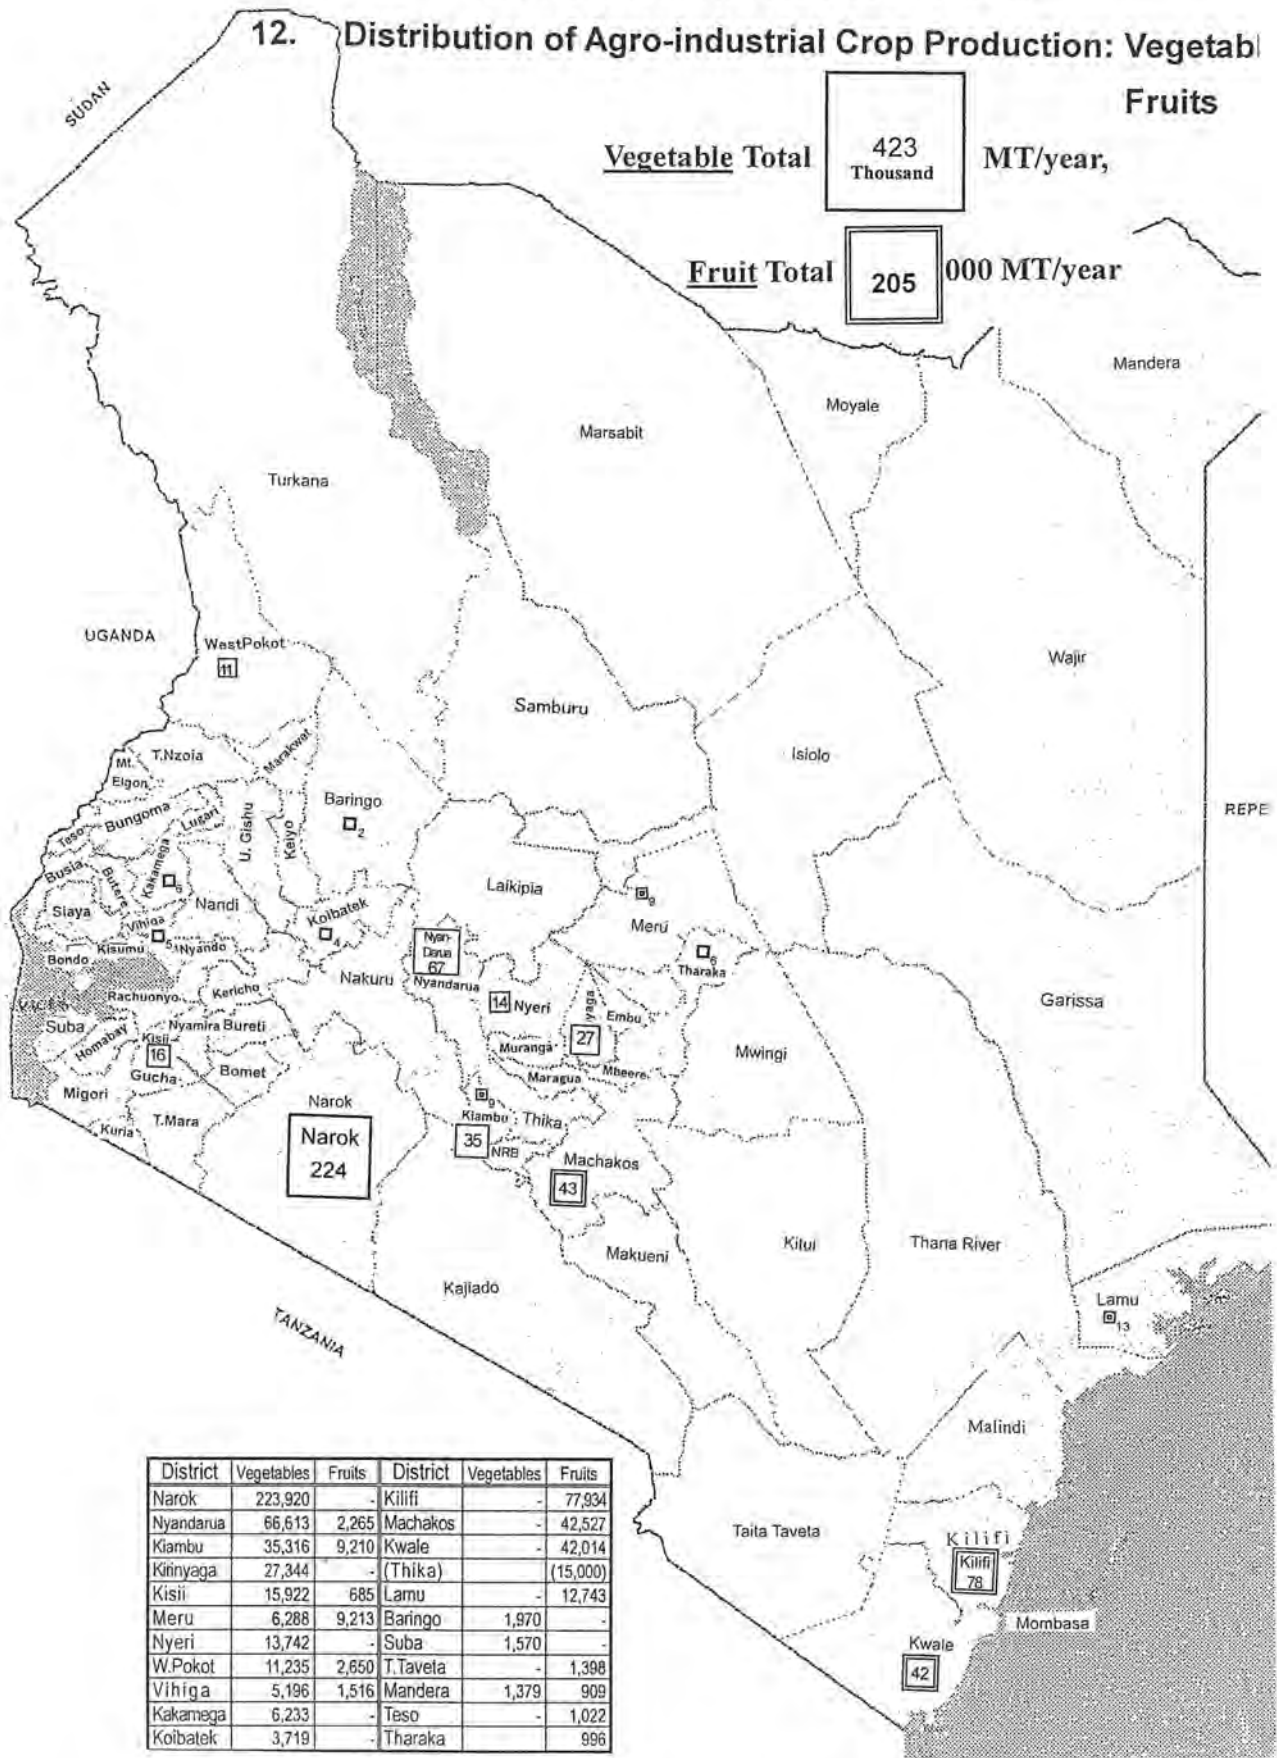 12. Distribution of Agro-industrial Crop Production: Vegetabl
Fruits
Vegetable Total 423 Thousand MT/year,
Fruit Total 205 000 MT/year
SUDAN
Mandera
Moyale
Marsabit
Turkana
UGANDA
WestPokot
11
Wajir
Samburu
Isiolo
T.Nzoia
Marakwat
Mt.
Elgon
Baringo
2
REPE
Bungoma
Lugari
Teso
U. Gishu
Keiyo
Kakamega
Busia
Butere
Laikipia
9
Siaya
Nandi
Koibatek
4
Vihiga
5
Meru
Kisumu
Nyando
Bondo
Nyan-
Darua
67
6
Tharaka
Nakuru
Nyandarua
Rachuonyo
Kericho
14 Nyeri
yaga
Embu
Garissa
Suba
Homabay
Nyamira Bureti
Kisii
16
27
Muranga
Mwingi
Gucha
Bomet
Maragua
Mbeere
Migori
Narok
9
Kiambu
Thika
Kuria
T.Mara
Narok
224
35
NRB
Machakos
43
Makueni
Kitui
Thana River
Kajiado
Lamu
13
TANZANIA
Malindi
Taita Taveta
Kilifi
Kilifi
78
Mombasa
Kwale
42
District Vegetables Fruits District Vegetables Fruits
Narok 223,920 - Kilifi - 77,934
Nyandarua 66,613 2,265 Machakos - 42,527
Kiambu 35,316 9,210 Kwale - 42,014
Kirinyaga 27,344 - (Thika) (15,000)
Kisii 15,922 685 Lamu - 12,743
Meru 6,288 9,213 Baringo 1,970 -
Nyeri 13,742 - Suba 1,570 -
W.Pokot 11,235 2,650 T.Taveta - 1,398
Vihiga 5,196 1,516 Mandera 1,379 909
Kakamega 6,233 - Teso - 1,022
Koibatek 3,719 - Tharaka 996